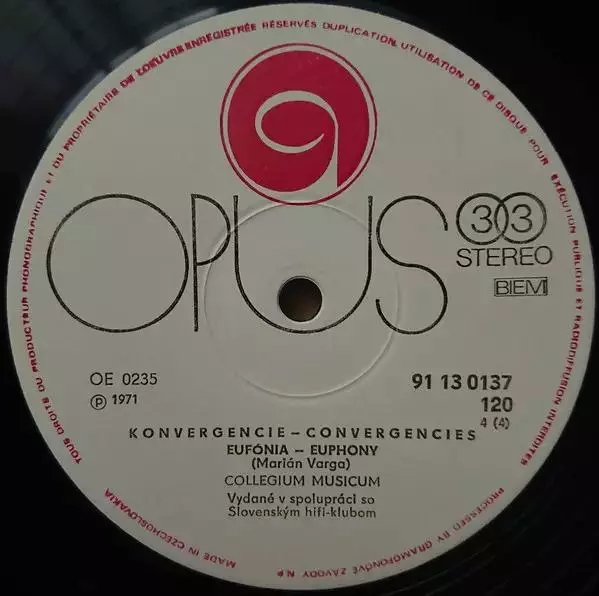 TOUS DROITS DU PRODUCTEUR PHONOGRAPHIQUE ET DU PROPRIÉTAIRE DE L'OEUVRE ENREGISTRÉE RÉSERVÉS DUPLICATION, UTILISATION DE CE DISQUE POUR EXÉCUTION PUBLIQUE ET RADIODIFFUSION INTERDITES
OPUS
33
STEREO
BIEM
OE 0235
91 13 0137
℗ 1971
120
4 (4)
KONVERGENCIE – CONVERGENCIES
EUFÓNIA – EUPHONY
(Marián Varga)
COLLEGIUM MUSICUM
Vydané v spolupráci so
Slovenským hifi-klubom
MADE IN CZECHOSLOVAKIA
PROCESSED BY GRAMOFONOVÉ ZÁVODY N.P.